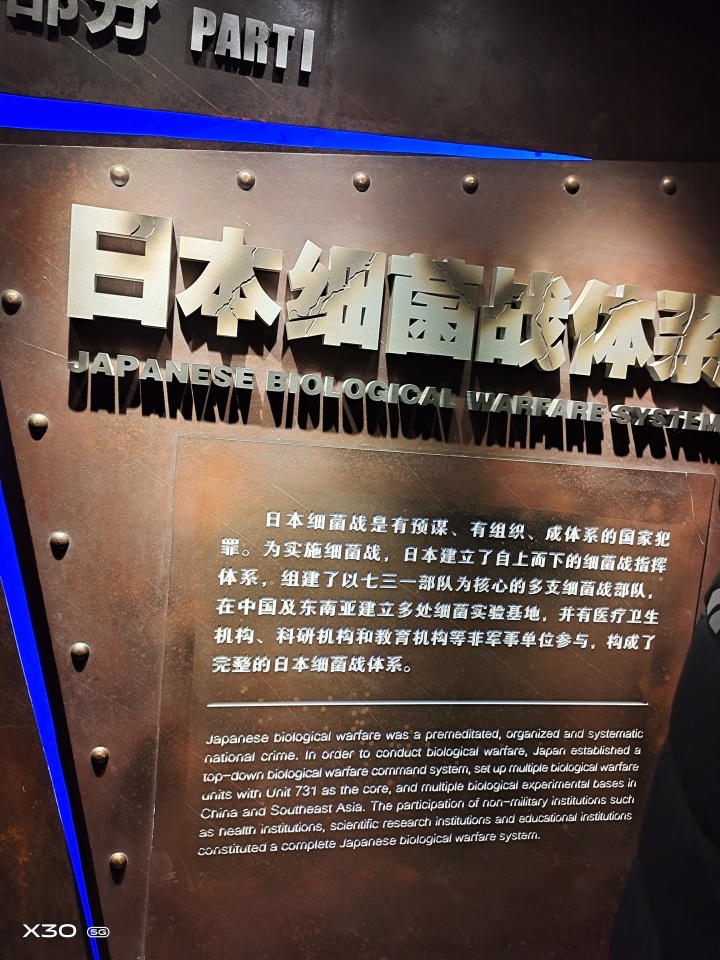 部分 PART I
日本细菌战体系
JAPANESE BIOLOGICAL WARFARE SYSTEM
日本细菌战是有预谋、有组织、成体系的国家犯
罪。为实施细菌战，日本建立了自上而下的细菌战指挥
体系，组建了以七三一部队为核心的多支细菌战部队，
在中国及东南亚建立多处细菌实验基地，并有医疗卫生
机构、科研机构和教育机构等非军事单位参与，构成了
完整的日本细菌战体系。
Japanese biological warfare was a premeditated, organized and systematic
national crime. In order to conduct biological warfare, Japan established a
top-down biological warfare command system, set up multiple biological warfare
units with Unit 731 as the core, and multiple biological experimental bases in
China and Southeast Asia. The participation of non-military institutions such
as health institutions, scientific research institutions and educational institutions
constituted a complete Japanese biological warfare system.
X30 5G